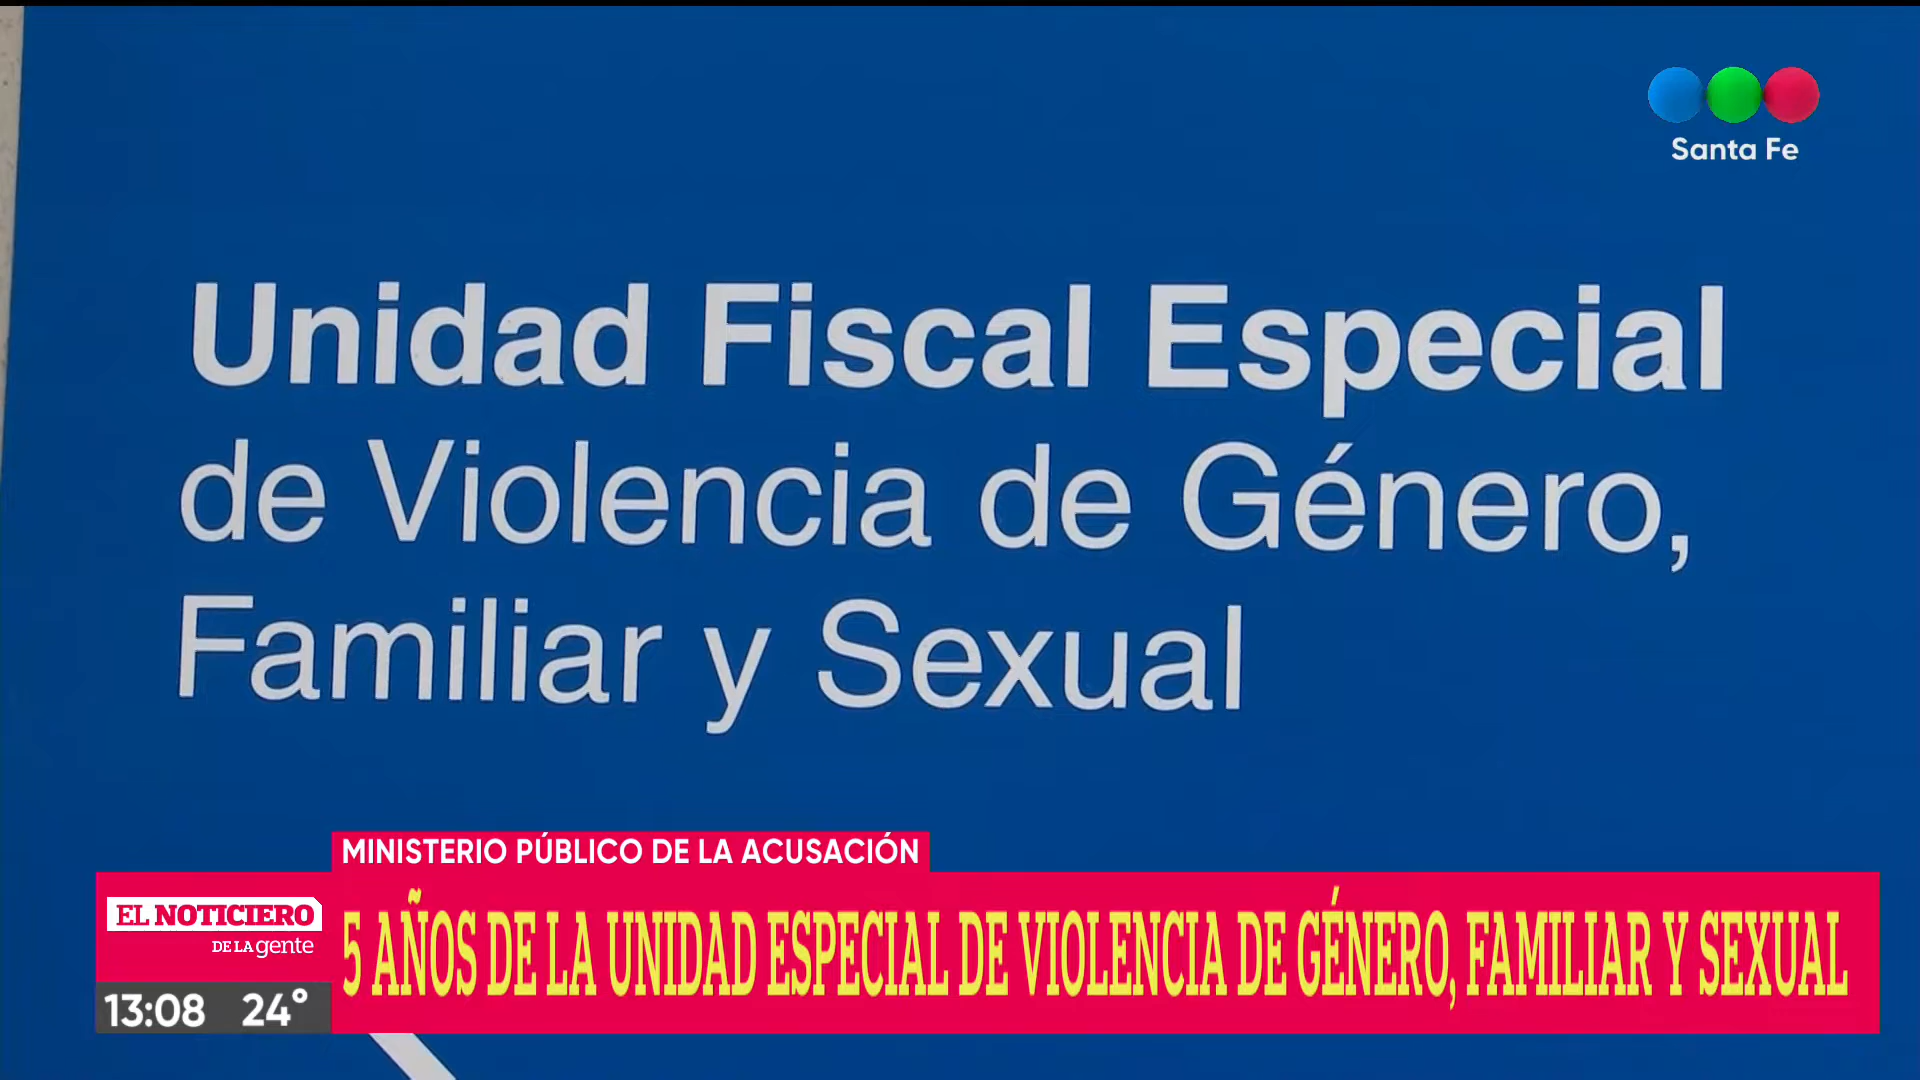 Santa Fe
Unidad Fiscal Especial
de Violencia de Género,
Familiar y Sexual
MINISTERIO PÚBLICO DE LA ACUSACIÓN
EL NOTICIERO
DE LA gente
5 AÑOS DE LA UNIDAD ESPECIAL DE VIOLENCIA DE GÉNERO, FAMILIAR Y SEXUAL
13:08 24°